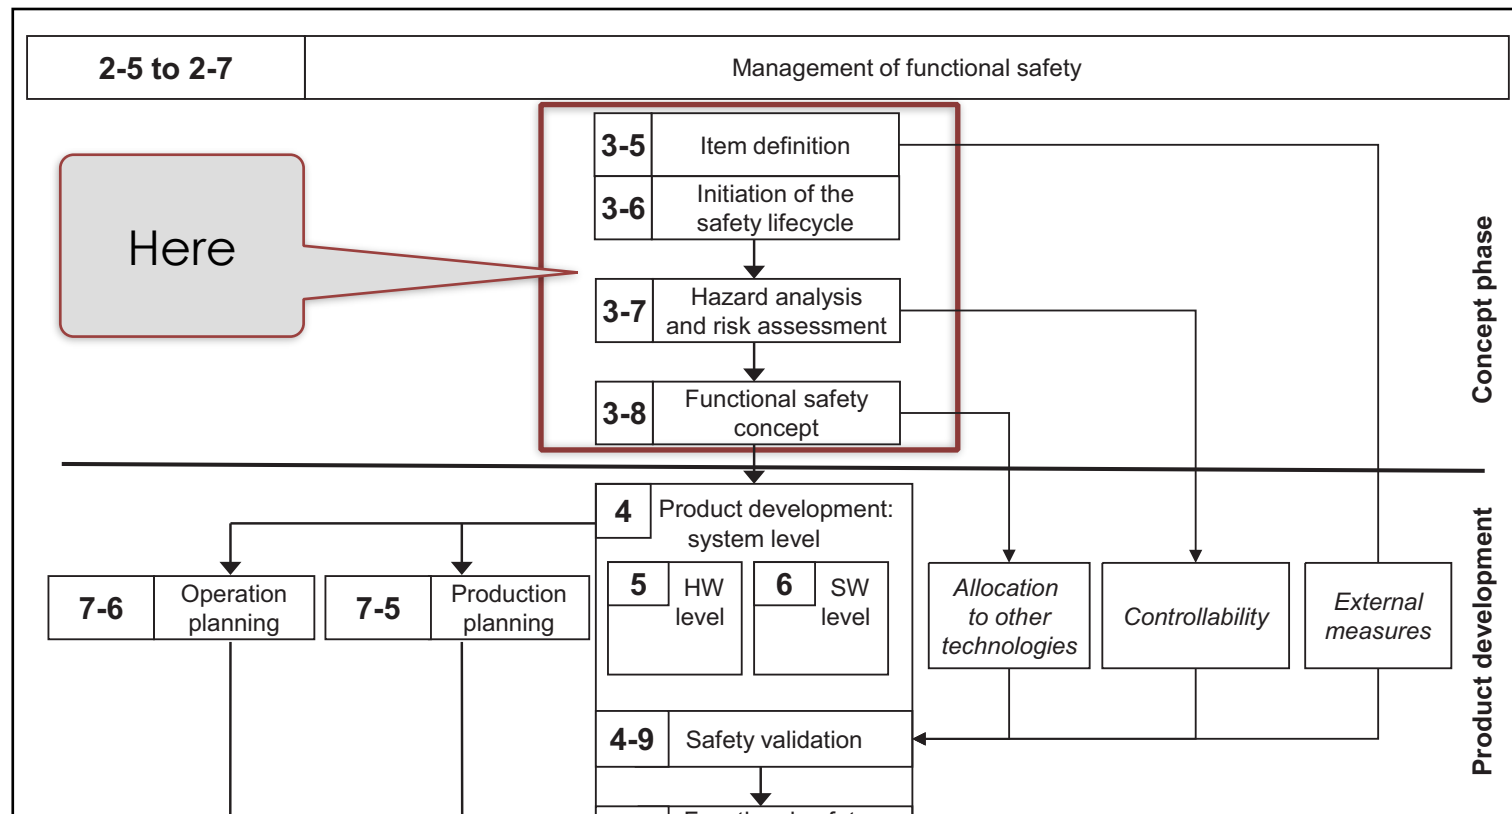 2-5 to 2-7
Management of functional safety
3-5
Item definition
3-6
Initiation of the
safety lifecycle
Here
3-7
Hazard analysis
and risk assessment
3-8
Functional safety
concept
Concept phase
4
Product development:
system level
5
HW
level
6
SW
level
7-6
Operation
planning
7-5
Production
planning
Allocation
to other
technologies
Controllability
External
measures
4-9
Safety validation
Product development